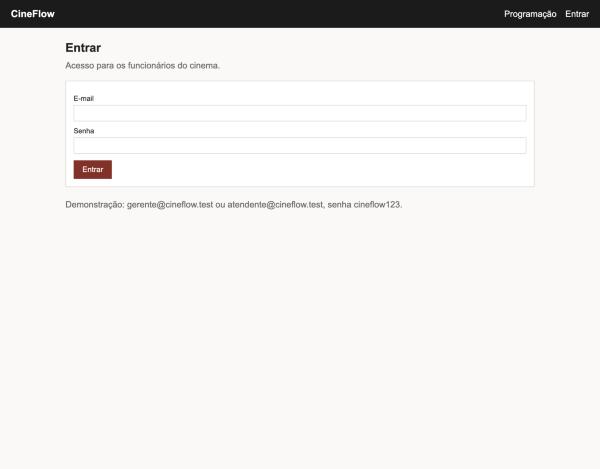 CineFlow
Programação Entrar
Entrar
Acesso para os funcionários do cinema.
E-mail
Senha
Entrar
Demonstração: gerente@cineflow.test ou atendente@cineflow.test, senha cineflow123.